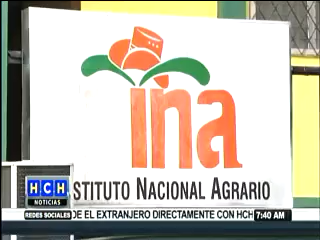 ina
STITUTO NACIONAL AGRARIO
HCH
NOTICIAS
REDES SOCIALES
DE EL EXTRANJERO DIRECTAMENTE CON HCH
7:40 AM